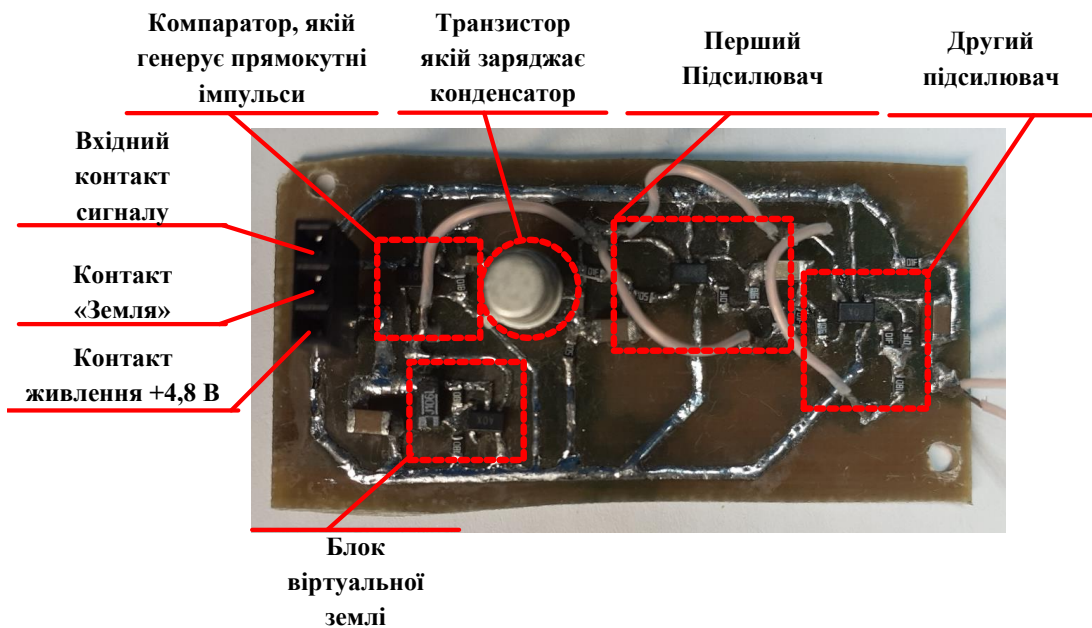 Компаратор, якій
генерує прямокутні
імпульси
Транзистор
якій заряджає
конденсатор
Перший
Підсилювач
Другий
підсилювач
Вхідний
контакт
сигналу
Контакт
«Земля»
Контакт
живлення +4,8 В
Блок
віртуальної
землі